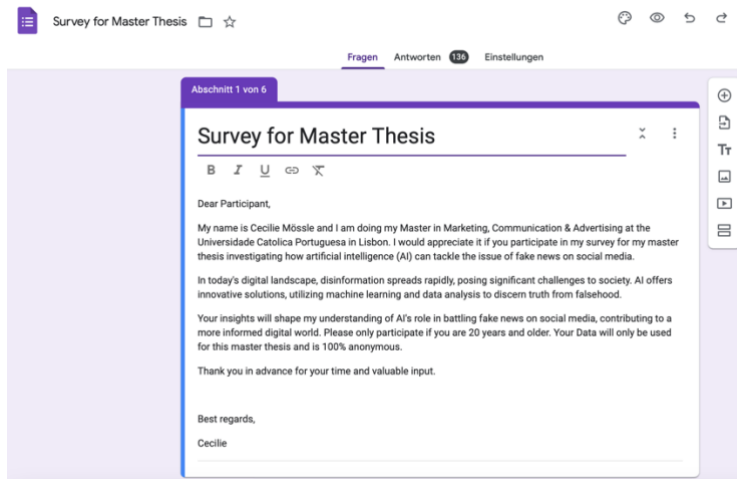 Survey for Master Thesis
Fragen Antworten 136 Einstellungen
Abschnitt 1 von 6
Survey for Master Thesis
B I U
Tт
Dear Participant,
My name is Cecilie Mössle and I am doing my Master in Marketing, Communication & Advertising at the
Universidade Catolica Portuguesa in Lisbon. I would appreciate it if you participate in my survey for my master
thesis investigating how artificial intelligence (AI) can tackle the issue of fake news on social media.
In today's digital landscape, disinformation spreads rapidly, posing significant challenges to society. AI offers
innovative solutions, utilizing machine learning and data analysis to discern truth from falsehood.
Your insights will shape my understanding of AI's role in battling fake news on social media, contributing to a
more informed digital world. Please only participate if you are 20 years and older. Your Data will only be used
for this master thesis and is 100% anonymous.
Thank you in advance for your time and valuable input.
Best regards,
Cecilie